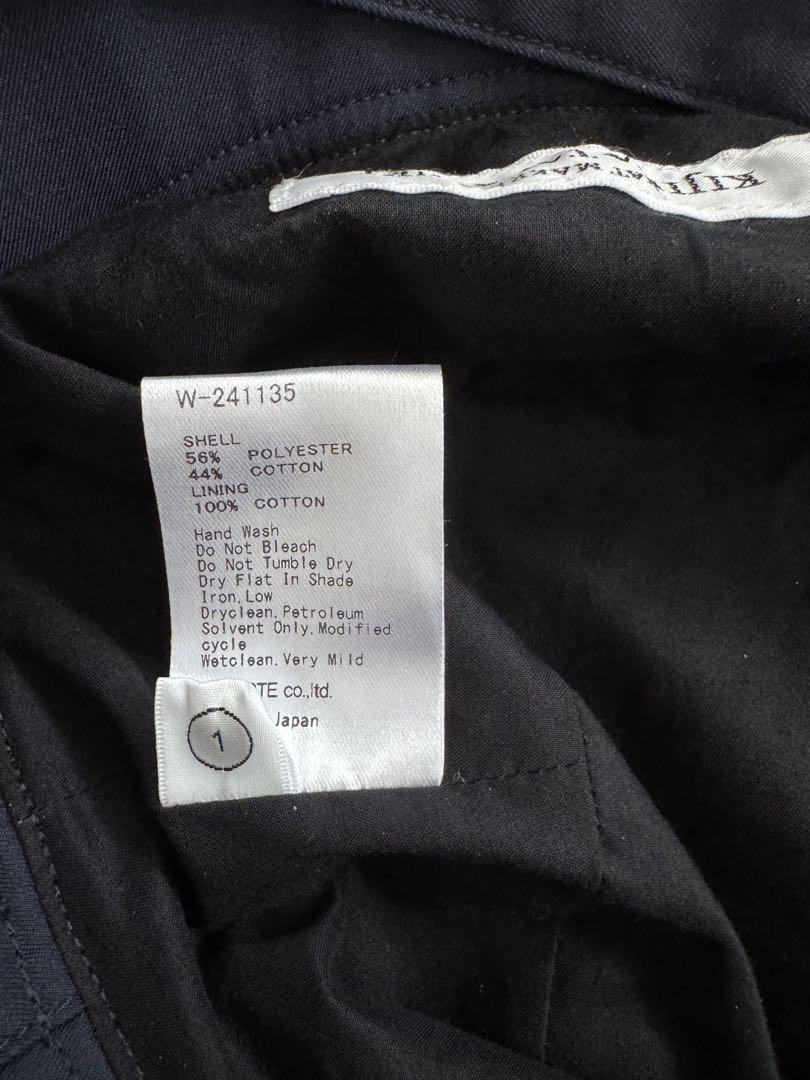 W-241135
SHELL
56% POLYESTER
44% COTTON
LINING
100% COTTON
Hand Wash
Do Not Bleach
Do Not Tumble Dry
Dry Flat In Shade
Iron,Low
Dryclean,Petroleum
Solvent Only,Modified
cycle
Wetclean,Very Mild
co.,ltd.
Japan
1